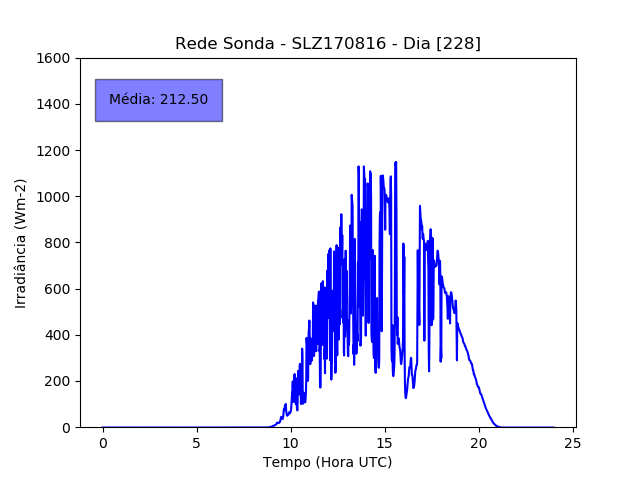 Rede Sonda - SLZ170816 - Dia [228]
1600
1400
1200
1000
800
600
400
200
0
Média: 212.50
Irradiância (Wm-2)
0 5 10 15 20 25
Tempo (Hora UTC)